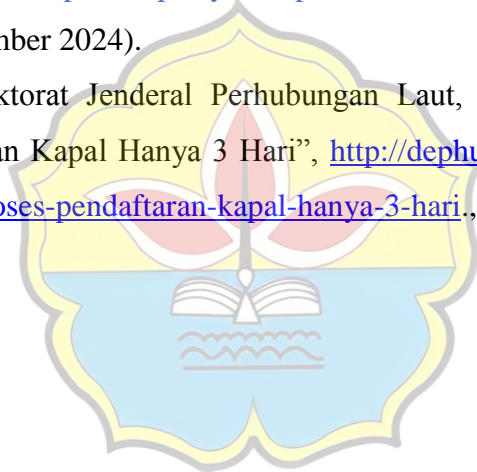 mber 2024).
ktorat Jenderal Perhubungan Laut,
an Kapal Hanya 3 Hari”, http://dephu
oses-pendaftaran-kapal-hanya-3-hari.,